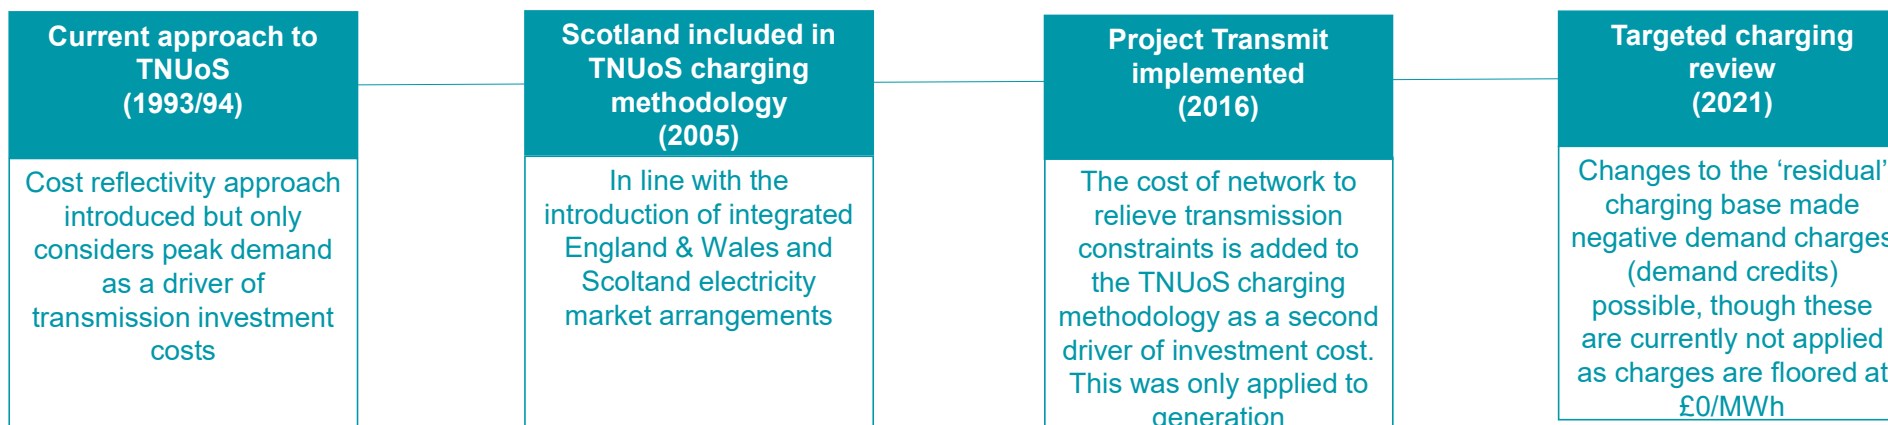 Current approach to
TNUoS
(1993/94)
Cost reflectivity approach
introduced but only
considers peak demand
as a driver of
transmission investment
costs
Scotland included in
TNUoS charging
methodology
(2005)
In line with the
introduction of integrated
England & Wales and
Scoltand electricity
market arrangements
Project Transmit
implemented
(2016)
The cost of network to
relieve transmission
constraints is added to
the TNUoS charging
methodology as a second
driver of investment cost.
This was only applied to
generation
Targeted charging
review
(2021)
Changes to the ‘residual’
charging base made
negative demand charges
(demand credits)
possible, though these
are currently not applied
as charges are floored at
£0/MWh